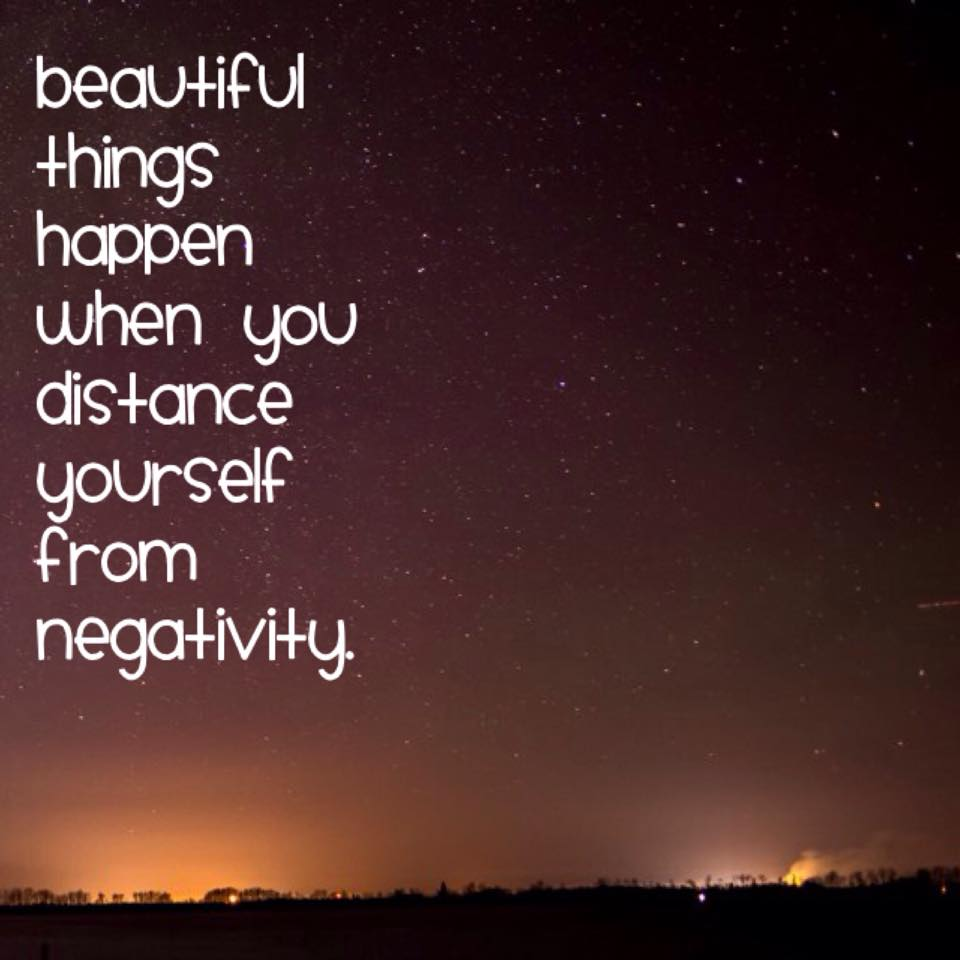 beautiful
things
happen
when you
distance
yourself
from
negativity.